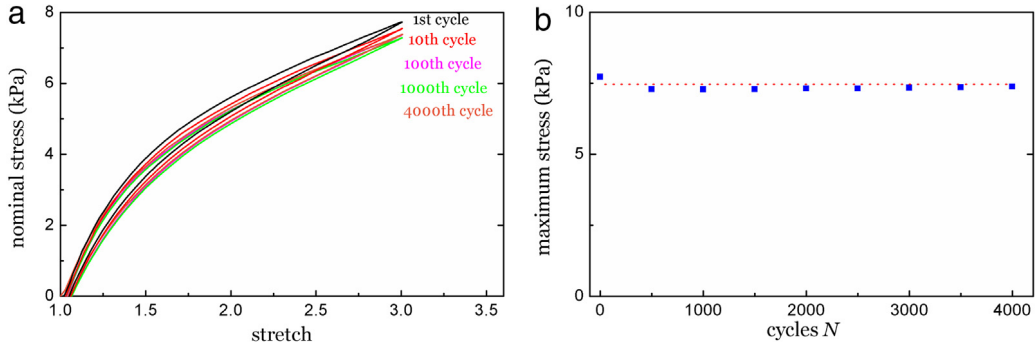 a
8
6
4
2
0
nominal stress (kPa)
1st cycle
10th cycle
100th cycle
1000th cycle
4000th cycle
1.0 1.5 2.0 2.5 3.0 3.5
stretch
b
10
5
0
maximum stress (kPa)
0 1000 2000 3000 4000
cycles N